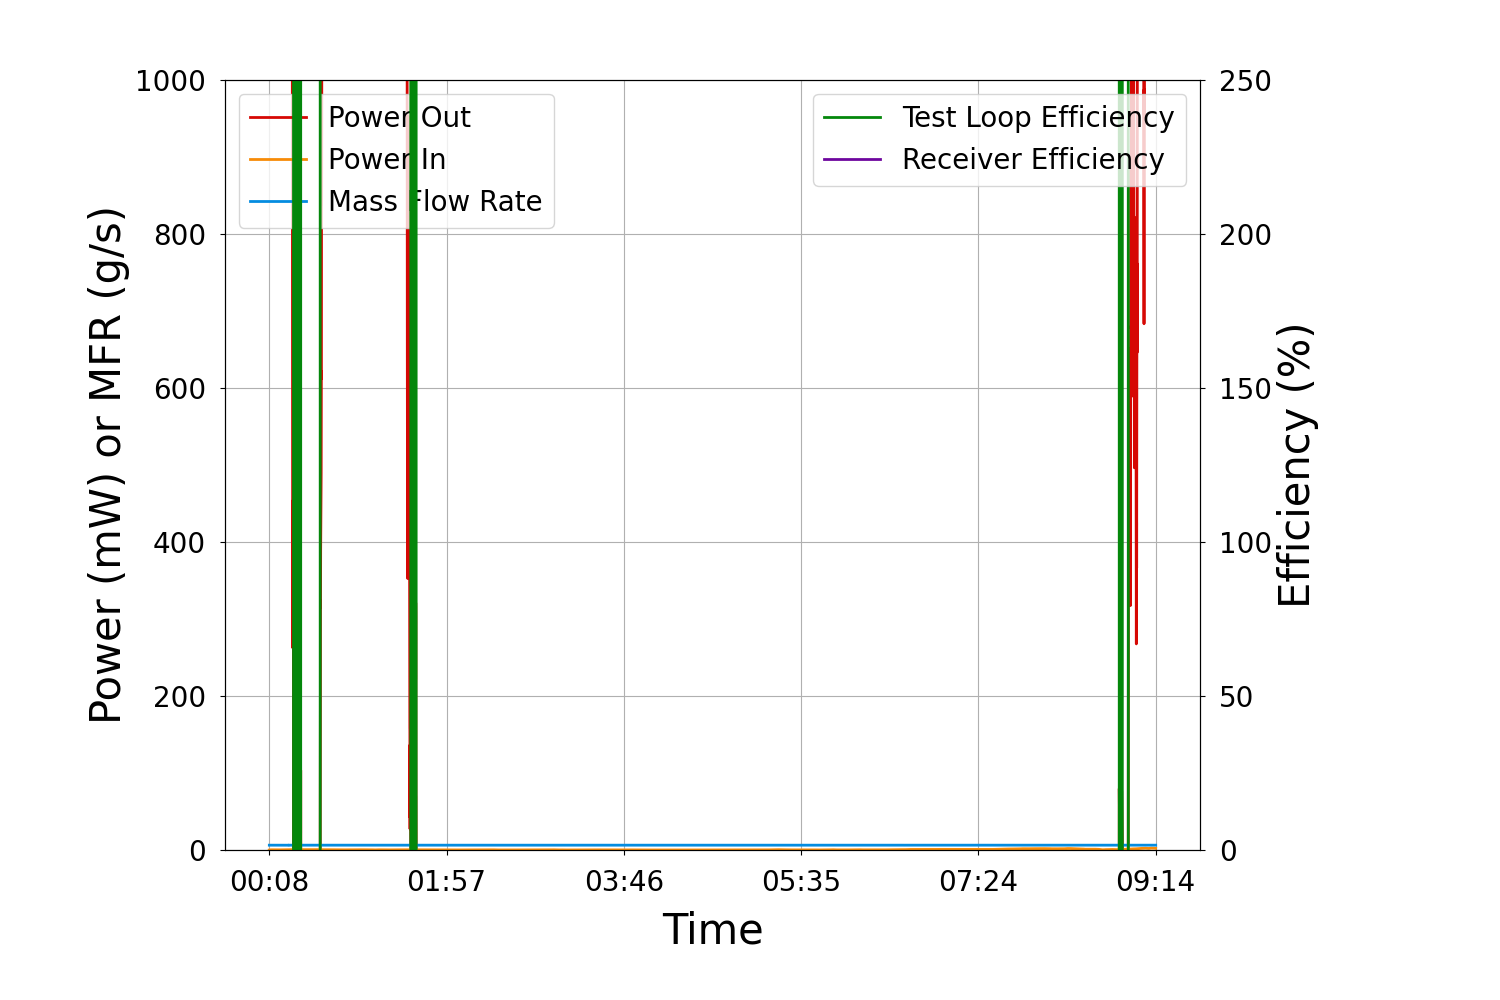 1000
800
600
400
200
0
Power (mW) or MFR (g/s)
Power Out
Power In
Mass Flow Rate
Test Loop Efficiency
Receiver Efficiency
250
200
150
100
50
0
Efficiency (%)
00:08 01:57 03:46 05:35 07:24 09:14
Time